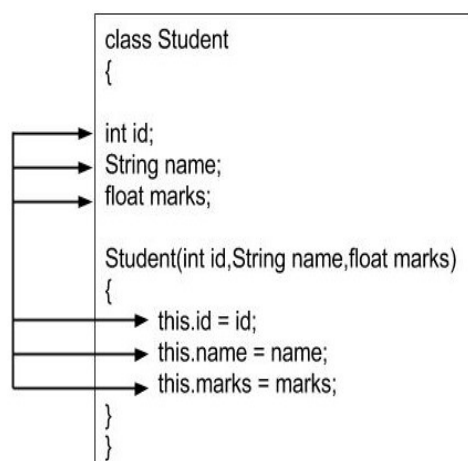 class Student
{
int id;
String name;
float marks;
Student(int id,String name,float marks)
{
this.id = id;
this.name = name;
this.marks = marks;
}
}